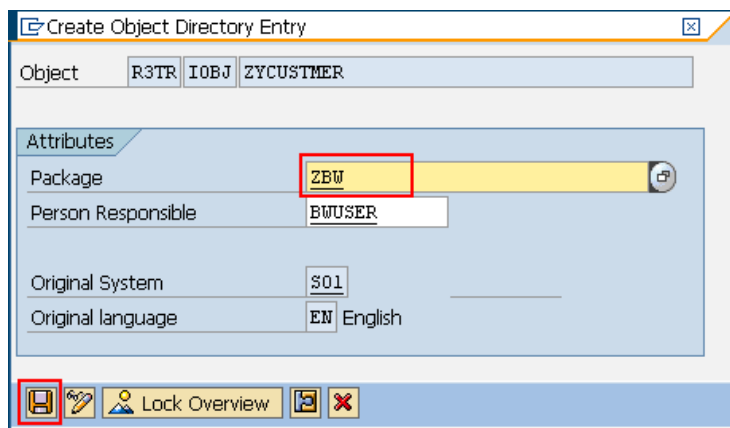 Create Object Directory Entry
Object R3TR IOBJ ZYCUSTMER
Attributes
Package ZBW
Person Responsible BWUSER
Original System S01
Original language EN English
Lock Overview